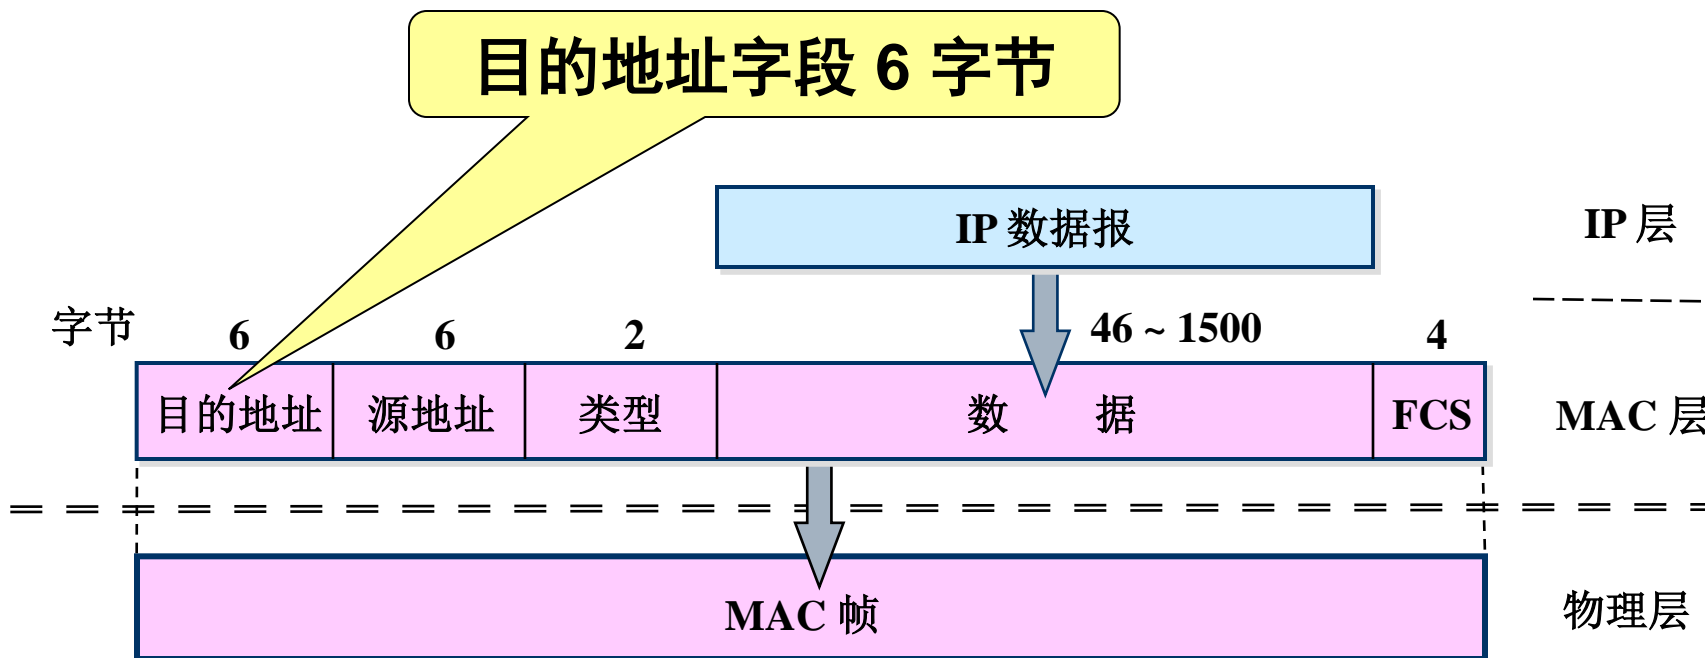 目的地址字段 6 字节
IP 数据报
IP 层
字节
6
6
2
46 ~ 1500
4
目的地址
源地址
类型
数 据
FCS
MAC 层
MAC 帧
物理层